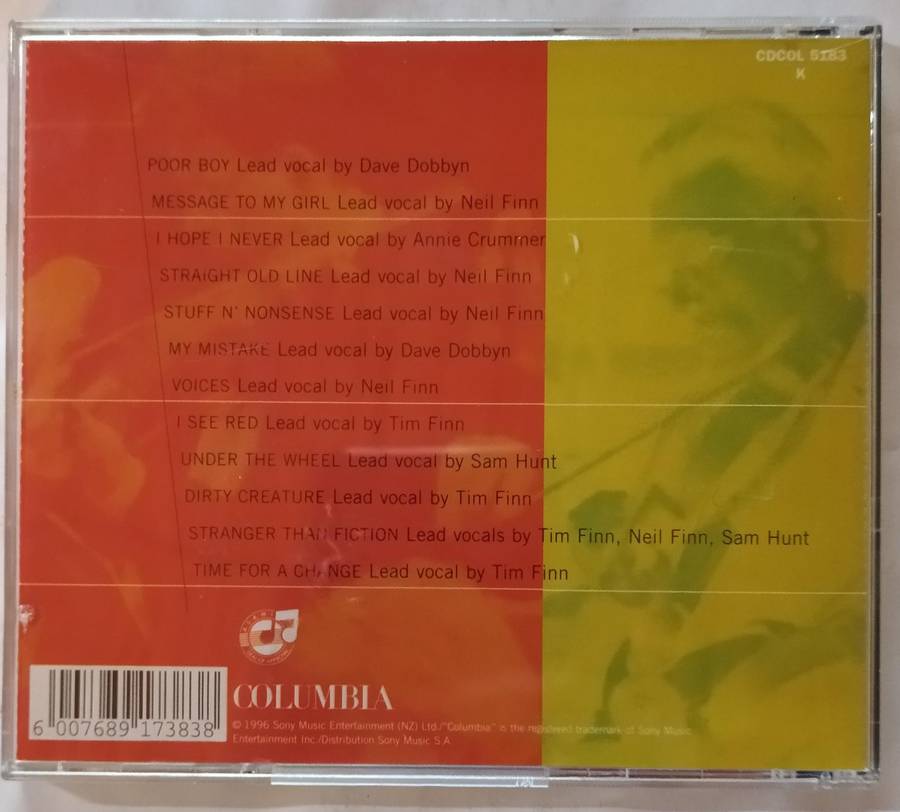 CDCOL 5183
K
POOR BOY Lead vocal by Dave Dobbyn
MESSAGE TO MY GIRL Lead vocal by Neil Finn
I HOPE I NEVER Lead vocal by Annie Crummer
STRAIGHT OLD LINE Lead vocal by Neil Finn
STUFF N' NONSENSE Lead vocal by Neil Finn
MY MISTAKE Lead vocal by Dave Dobbyn
VOICES Lead vocal by Neil Finn
I SEE RED Lead vocal by Tim Finn
UNDER THE WHEEL Lead vocal by Sam Hunt
DIRTY CREATURE Lead vocal by Tim Finn
STRANGER THAN FICTION Lead vocals by Tim Finn, Neil Finn, Sam Hunt
TIME FOR A CHANGE Lead vocal by Tim Finn
COLUMBIA
6 007689 173838
© 1996 Sony Music Entertainment (NZ) Ltd./"Columbia" is the registered trademark of Sony Music
Entertainment Inc./Distribution Sony Music S.A